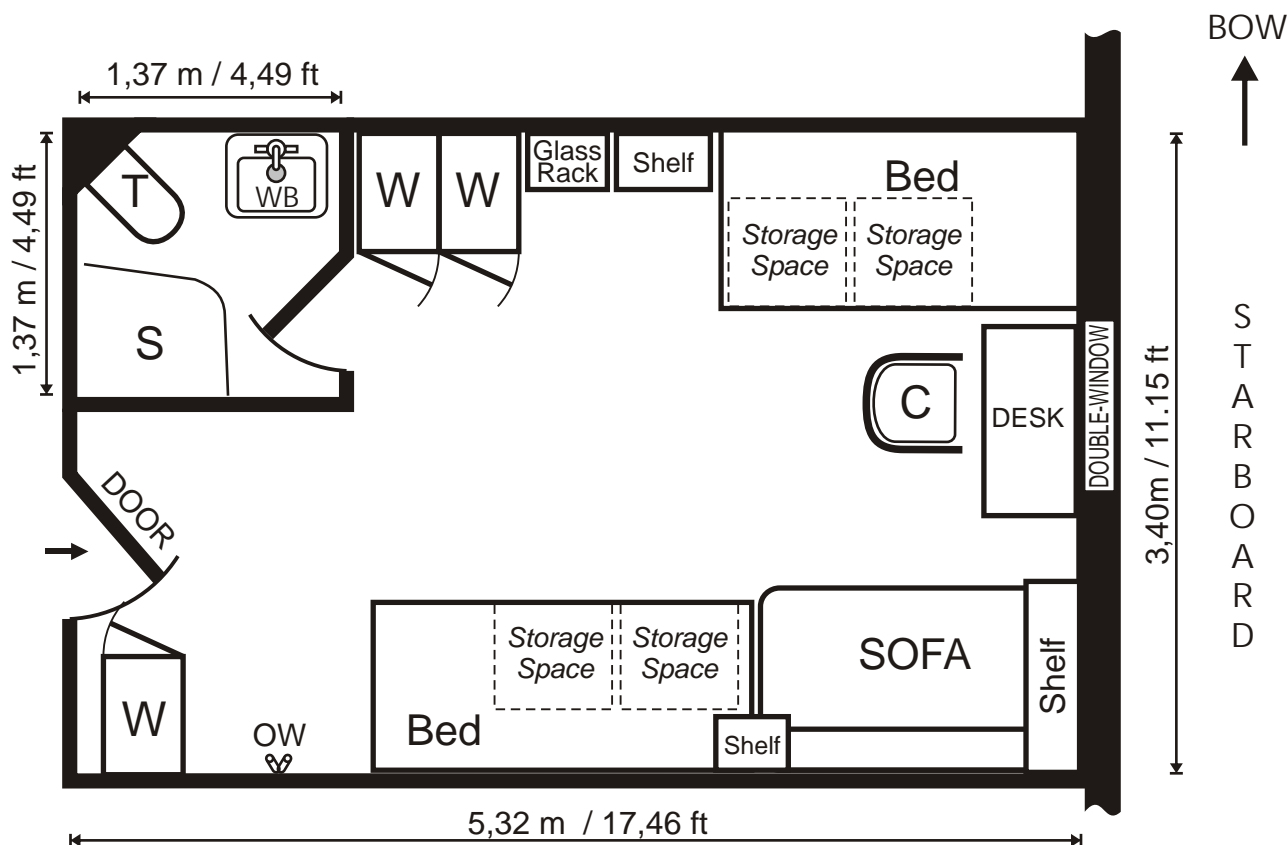 BOW
1,37 m / 4,49 ft
1,37 m / 4,49 ft
T
WB
W
W
Glass
Rack
Shelf
Bed
Storage
Space
Storage
Space
S
C
DESK
DOUBLE-WINDOW
3,40m / 11.15 ft
STARBOARD
DOOR
W
OW
Storage
Space
Storage
Space
Bed
Shelf
SOFA
Shelf
5,32 m / 17,46 ft